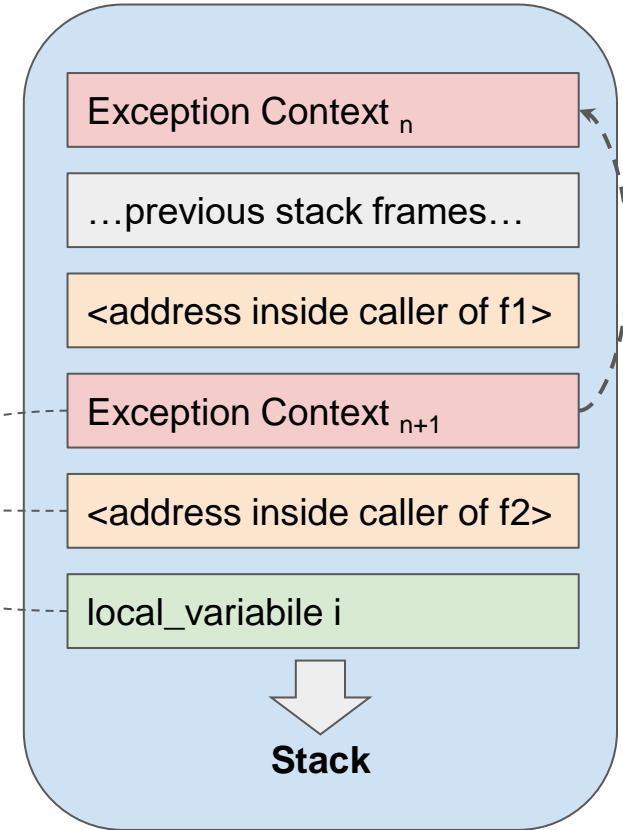 Exception Context n
…previous stack frames…
<address inside caller of f1>
Exception Context n+1
<address inside caller of f2>
local_variabile i
Stack